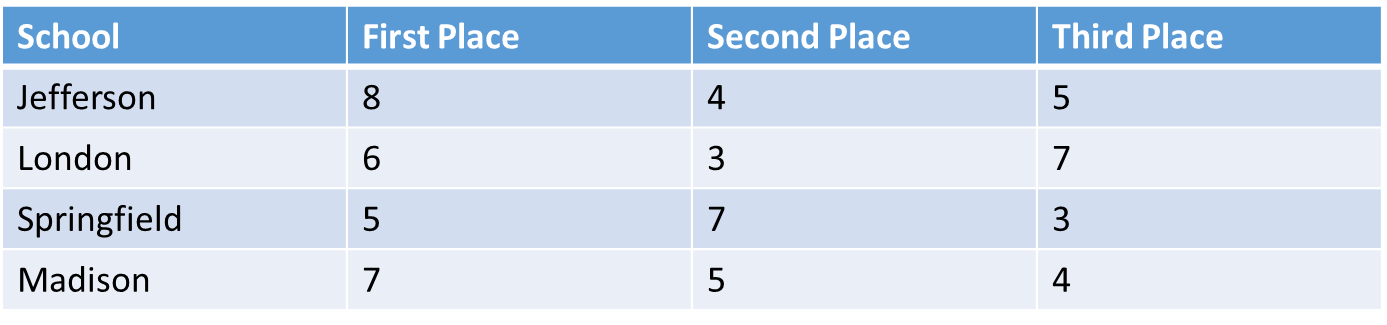 School First Place Second Place Third Place
Jefferson 8 4 5
London 6 3 7
Springfield 5 7 3
Madison 7 5 4